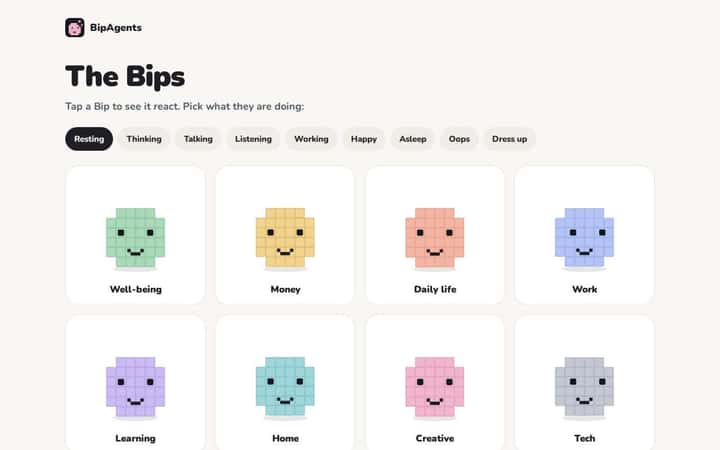 BipAgents
The Bips
Tap a Bip to see it react. Pick what they are doing:
Resting Thinking Talking Listening Working Happy Asleep Oops Dress up
Well-being Money Daily life Work
Learning Home Creative Tech